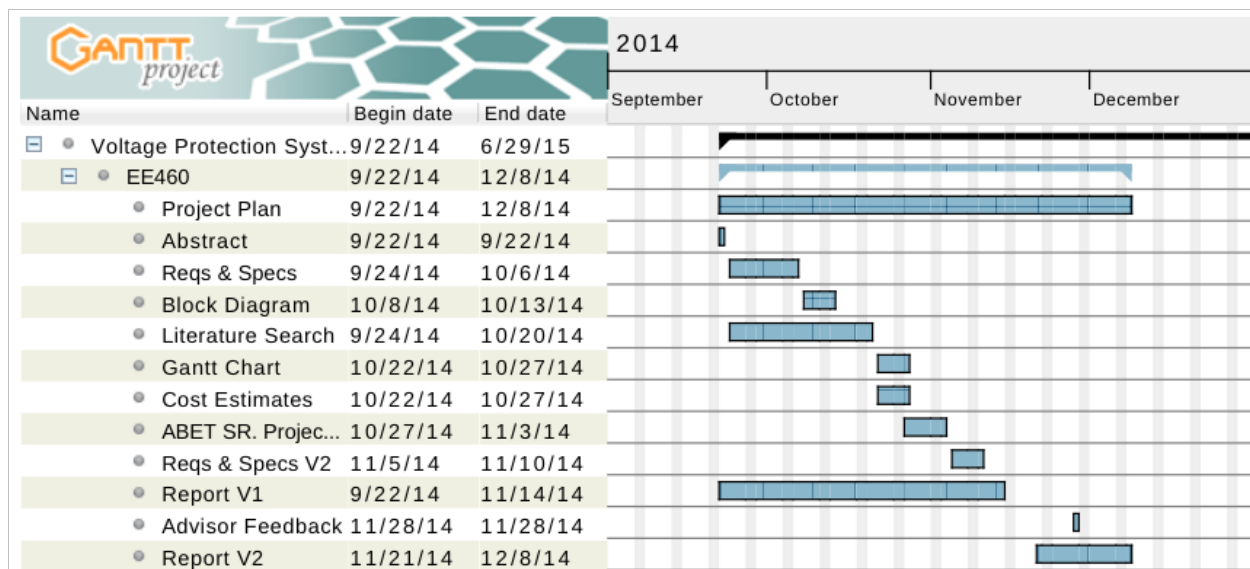 GANTT project
2014
September October November December
Name Begin date End date
Voltage Protection Syst... 9/22/14 6/29/15
EE460 9/22/14 12/8/14
Project Plan 9/22/14 12/8/14
Abstract 9/22/14 9/22/14
Reqs & Specs 9/24/14 10/6/14
Block Diagram 10/8/14 10/13/14
Literature Search 9/24/14 10/20/14
Gantt Chart 10/22/14 10/27/14
Cost Estimates 10/22/14 10/27/14
ABET SR. Projec... 10/27/14 11/3/14
Reqs & Specs V2 11/5/14 11/10/14
Report V1 9/22/14 11/14/14
Advisor Feedback 11/28/14 11/28/14
Report V2 11/21/14 12/8/14